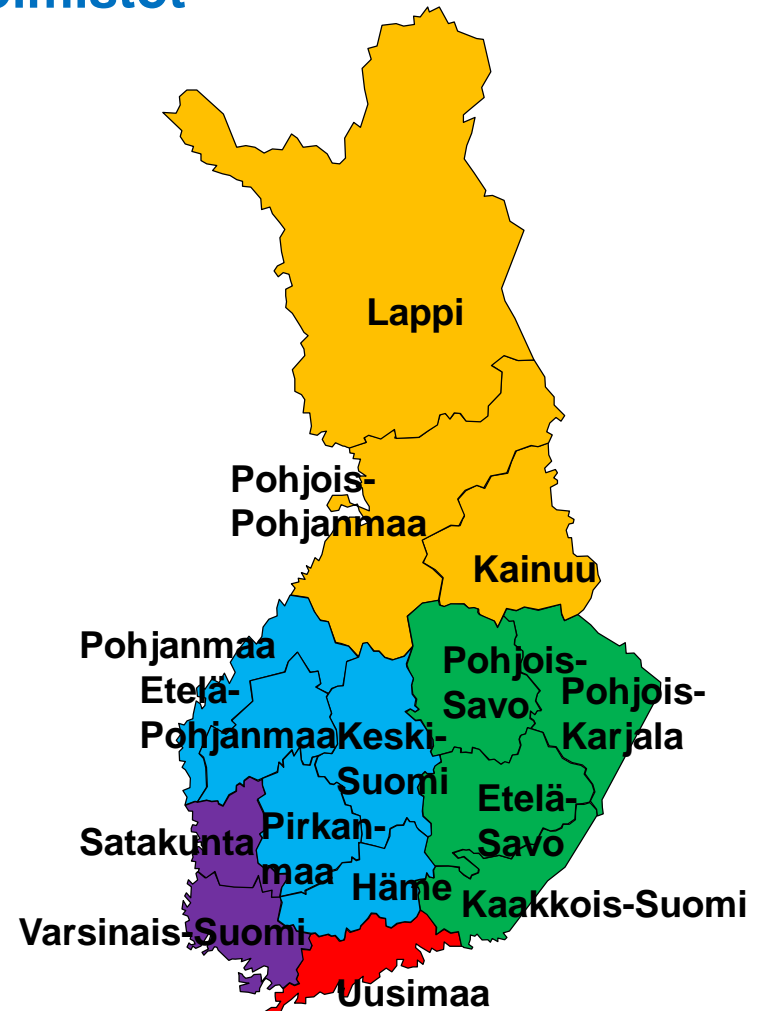 Lappi
Pohjois-
Pohjanmaa
Kainuu
Pohjanmaa
Etelä-
Pohjanmaa
Keski-
Suomi
Pohjois-
Savo
Pohjois-
Karjala
Etelä-
Savo
Satakunta
Pirkan-
maa
Häme
Kaakkois-Suomi
Varsinais-Suomi
Uusimaa